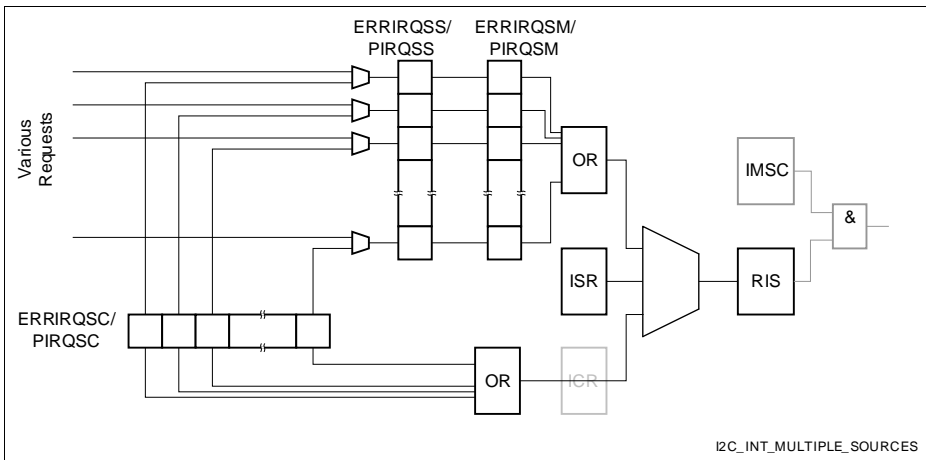 ERRIRQSS/
PIRQSS
ERRIRQSM/
PIRQSM
Various
Requests
OR
IMSC
&
ISR
RIS
ERRIRQSC/
PIRQSC
OR
ICR
I2C_INT_MULTIPLE_SOURCES